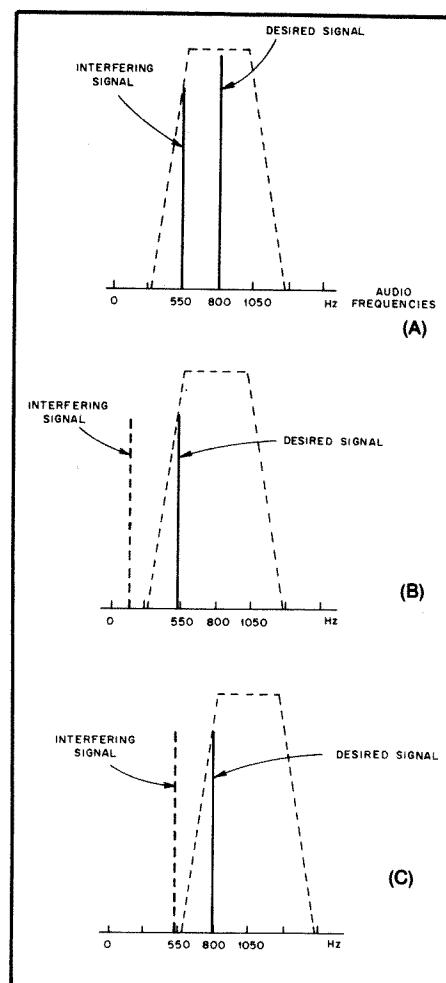 DESIRED SIGNAL
INTERFERING
SIGNAL
0 550 800 1050 Hz
AUDIO
FREQUENCIES
(A)
INTERFERING
SIGNAL
DESIRED SIGNAL
0 550 800 1050 Hz
(B)
INTERFERING
SIGNAL
DESIRED SIGNAL
0 550 800 1050 Hz
(C)